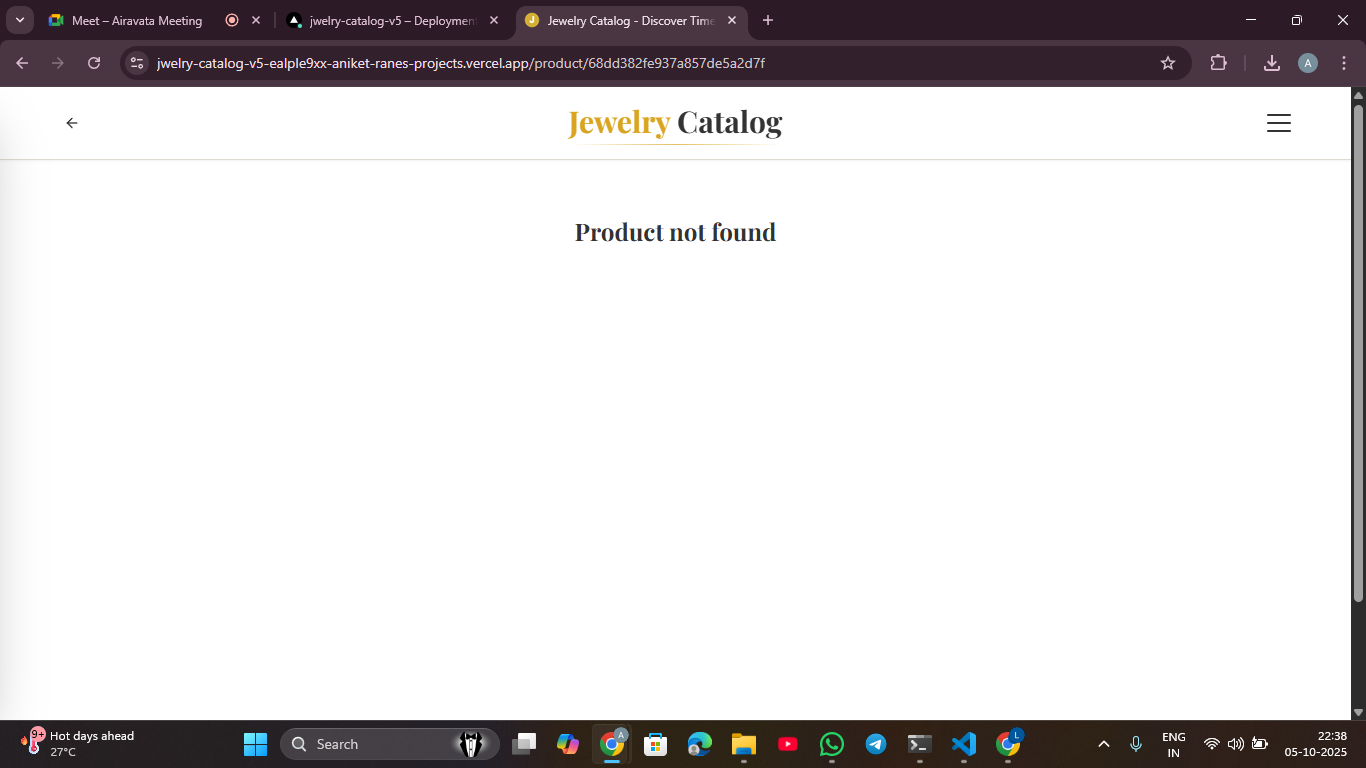 Meet – Airavata Meeting
jwelry-catalog-v5 – Deploymen
Jewelry Catalog - Discover Time
jwelry-catalog-v5-ealple9xx-aniket-ranes-projects.vercel.app/product/68dd382fe937a857de5a2d7f
A
Jewelry Catalog
Product not found
9+
Hot days ahead
27°C
Search
A
L
ENG
IN
22:38
05-10-2025